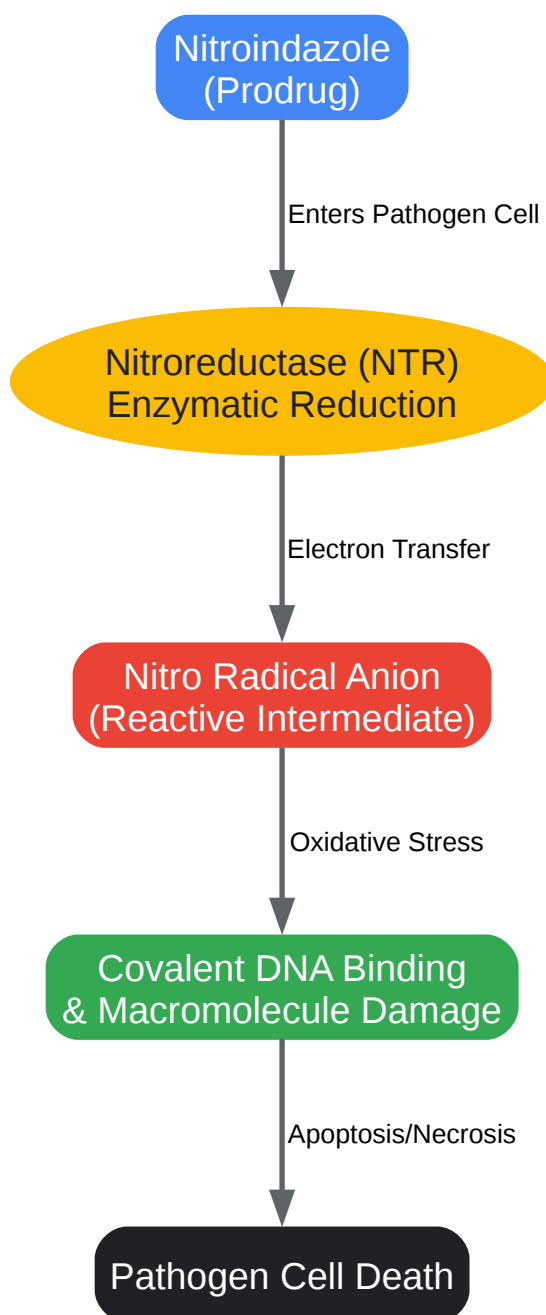 Nitroindazole
(Prodrug)
Enters Pathogen Cell
Nitroreductase (NTR)
Enzymatic Reduction
Electron Transfer
Nitro Radical Anion
(Reactive Intermediate)
Oxidative Stress
Covalent DNA Binding
& Macromolecule Damage
Apoptosis/Necrosis
Pathogen Cell Death